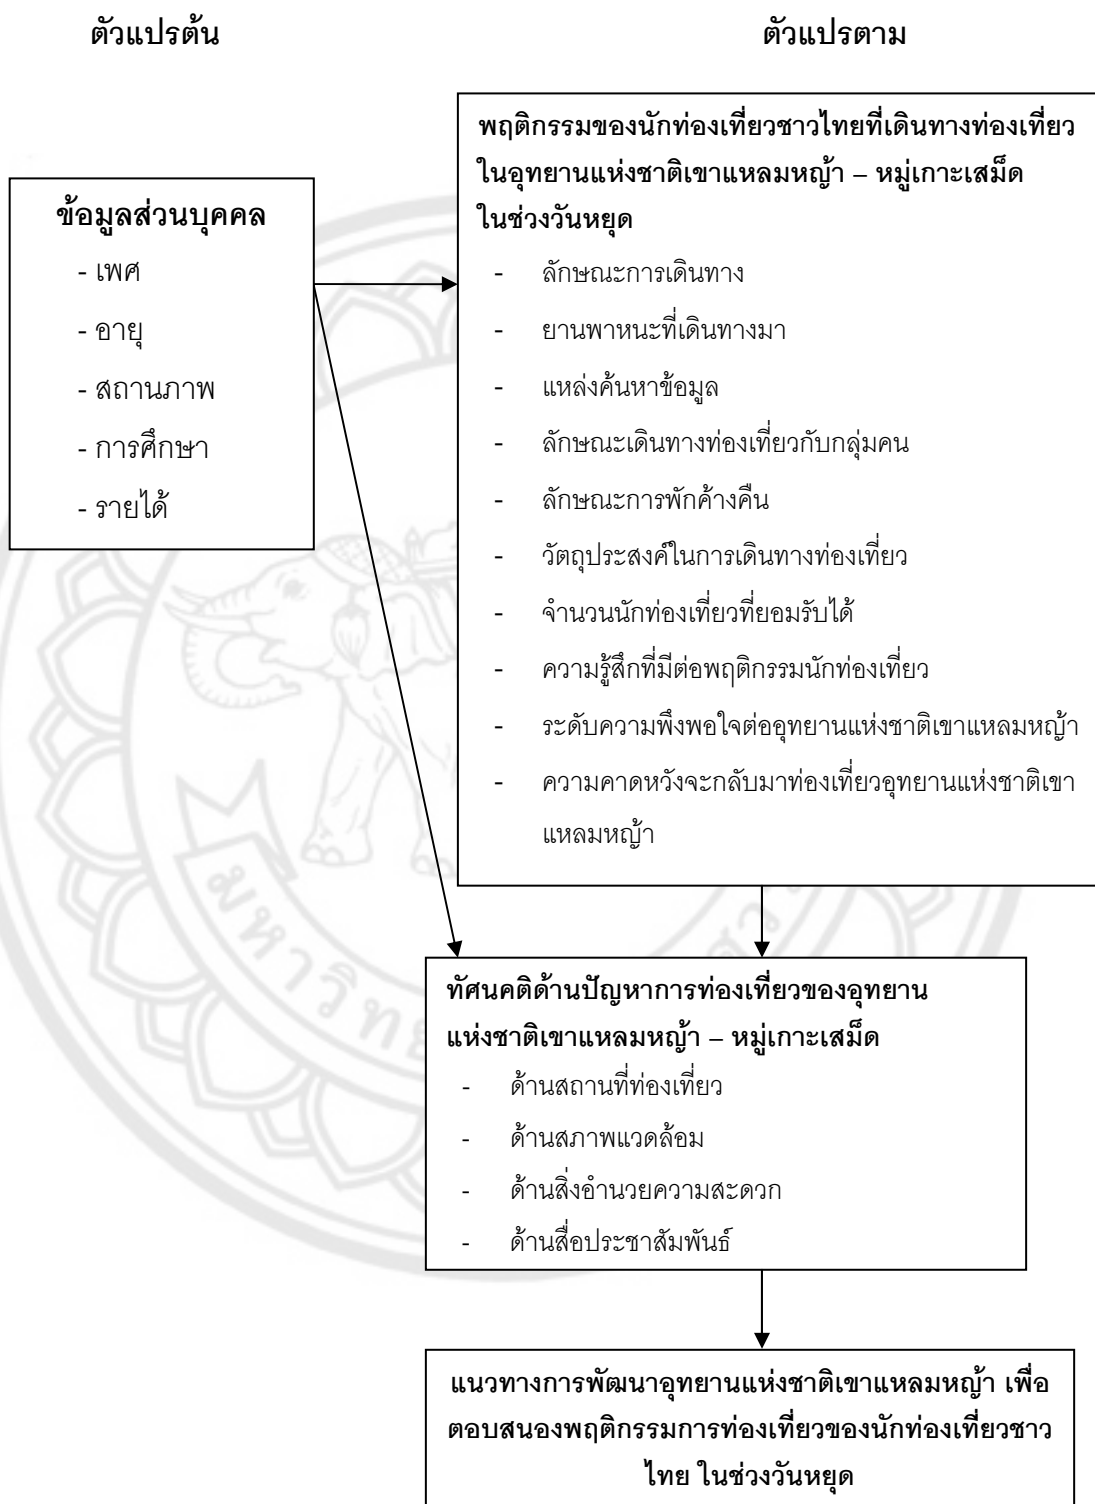 ตัวแปรต้น
ตัวแปรตาม
ข้อมูลส่วนบุคคล
- เพศ
- อายุ
- สถานภาพ
- การศึกษา
- รายได้
พฤติกรรมของนักท่องเที่ยวชาวไทยที่เดินทางท่องเที่ยว
ในอุทยานแห่งชาติเขาแหลมหญ้า – หมู่เกาะเสม็ด
ในช่วงวันหยุด
- ลักษณะการเดินทาง
- ยานพาหนะที่เดินทางมา
- แหล่งค้นหาข้อมูล
- ลักษณะเดินทางท่องเที่ยวกับกลุ่มคน
- ลักษณะการพักค้างคืน
- วัตถุประสงค์ในการเดินทางท่องเที่ยว
- จำนวนนักท่องเที่ยวที่ยอมรับได้
- ความรู้สึกที่มีต่อพฤติกรรมนักท่องเที่ยว
- ระดับความพึงพอใจต่ออุทยานแห่งชาติเขาแหลมหญ้า
- ความคาดหวังจะกลับมาท่องเที่ยวอุทยานแห่งชาติเขา
แหลมหญ้า
ทัศนคติด้านปัญหาการท่องเที่ยวของอุทยาน
แห่งชาติเขาแหลมหญ้า – หมู่เกาะเสม็ด
- ด้านสถานที่ท่องเที่ยว
- ด้านสภาพแวดล้อม
- ด้านสิ่งอำนวยความสะดวก
- ด้านสื่อประชาสัมพันธ์
แนวทางการพัฒนาอุทยานแห่งชาติเขาแหลมหญ้า เพื่อ
ตอบสนองพฤติกรรมการท่องเที่ยวของนักท่องเที่ยวชาว
ไทย ในช่วงวันหยุด